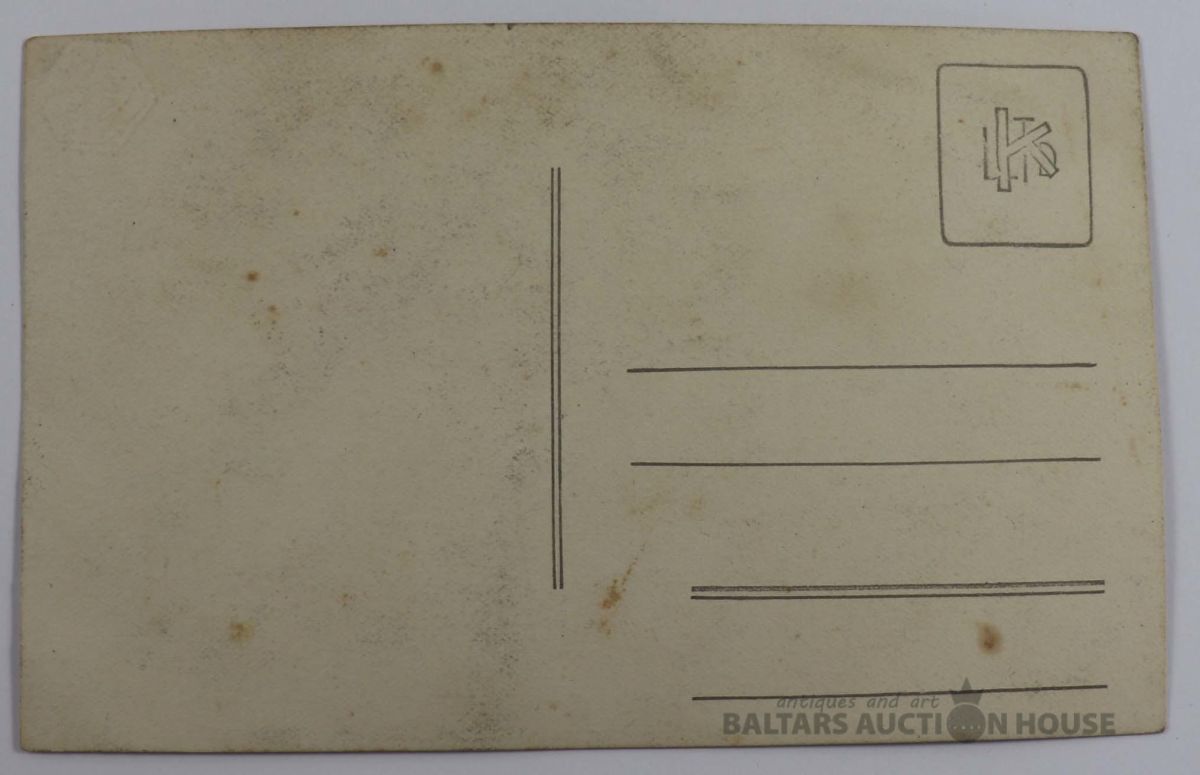 antiques and art
BALTARS AUCTION HOUSE